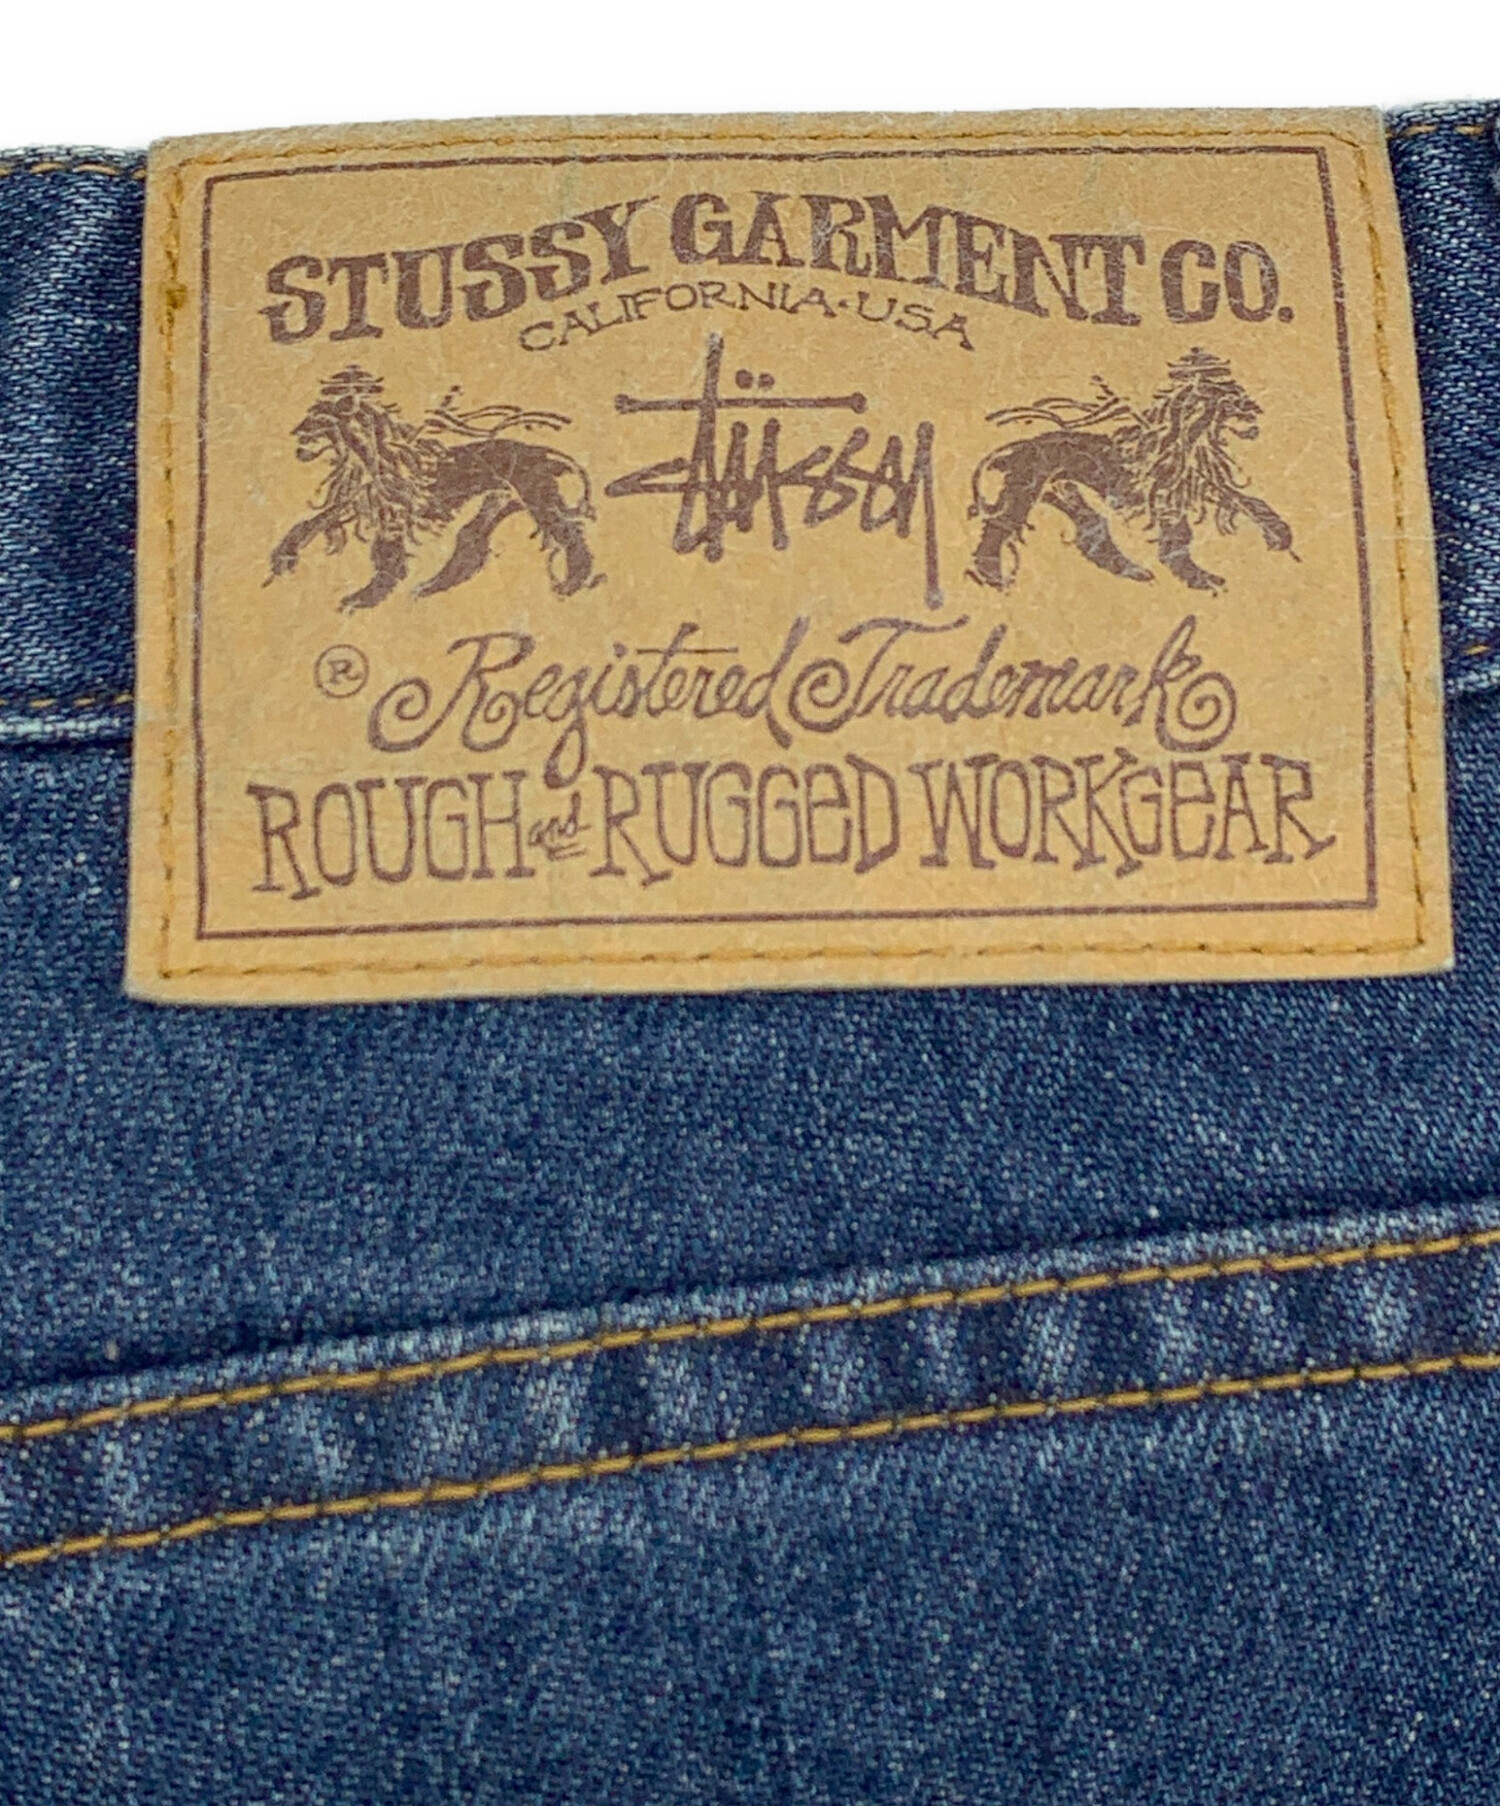 STUSSY GARMENT CO.
CALIFORNIA·USA
Stüssy
® Registered Trademark
ROUGH and RUGGED WORKGEAR